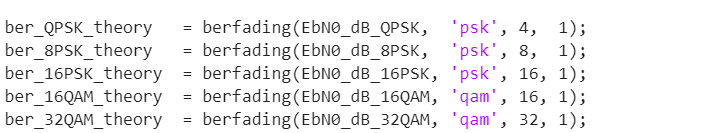 ber_QPSK_theory   = berfading(EbN0_dB_QPSK,  'psk', 4,  1);
ber_8PSK_theory   = berfading(EbN0_dB_8PSK,  'psk', 8,  1);
ber_16PSK_theory  = berfading(EbN0_dB_16PSK, 'psk', 16, 1);
ber_16QAM_theory  = berfading(EbN0_dB_16QAM, 'qam', 16, 1);
ber_32QAM_theory  = berfading(EbN0_dB_32QAM, 'qam', 32, 1);